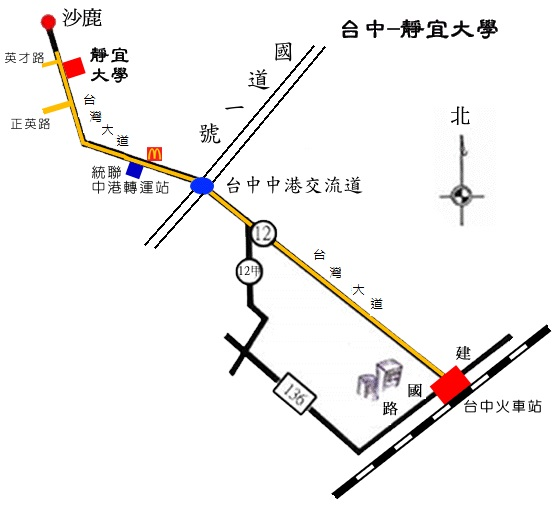 沙鹿
台中-靜宜大學
英才路
靜宜
大學
國道一號
台灣大道
正英路
北
統聯
中港轉運站
台中中港交流道
12
台灣大道
12甲
建國路
136
台中火車站